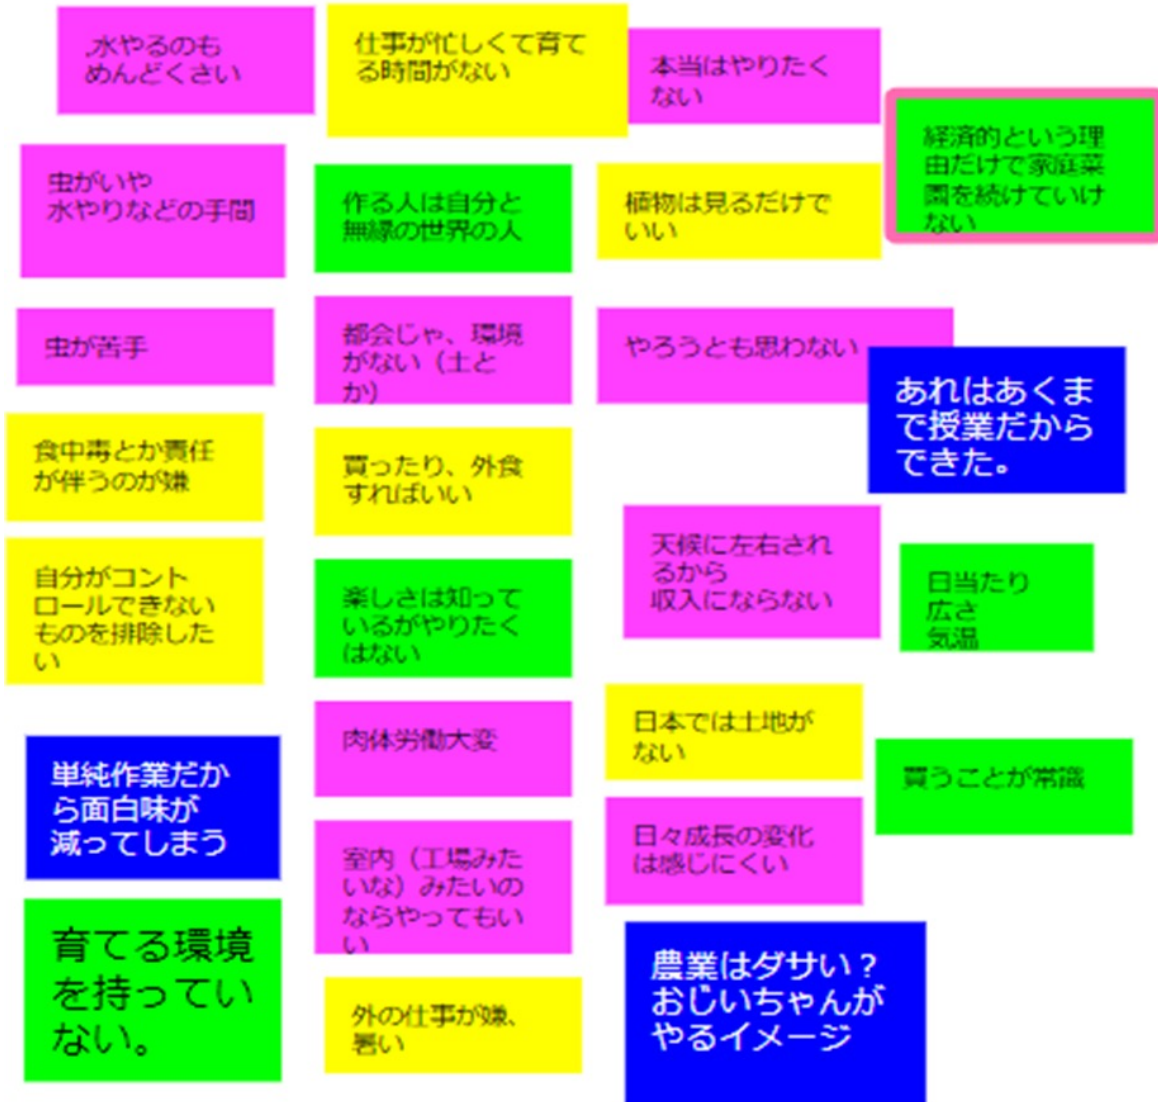 ,水やるのも
めんどくさい
仕事が忙しくて育て
る時間がない
本当はやりたく
ない
経済的という理
由だけで家庭菜
園を続けていけ
ない
虫がいや
水やりなどの手間
作る人は自分と
無縁の世界の人
植物は見るだけで
いい
虫が苦手
都会じゃ、環境
がない（土と
か）
やろうとも思わない
あれはあくま
で授業だから
できた。
食中毒とか責任
が伴うのが嫌
買ったり、外食
すればいい
天候に左右され
るから
収入にならない
日当たり
広さ
気温
自分がコント
ロールできない
ものを排除した
い
楽しさは知って
いるがやりたく
はない
肉体労働大変
日本では土地が
ない
買うことが常識
単純作業だか
ら面白味が
減ってしまう
室内（工場みた
いな）みたいの
ならやってもい
い
日々成長の変化
は感じにくい
育てる環境
を持ってい
ない。
外の仕事が嫌、
暑い
農業はダサい？
おじいちゃんが
やるイメージ